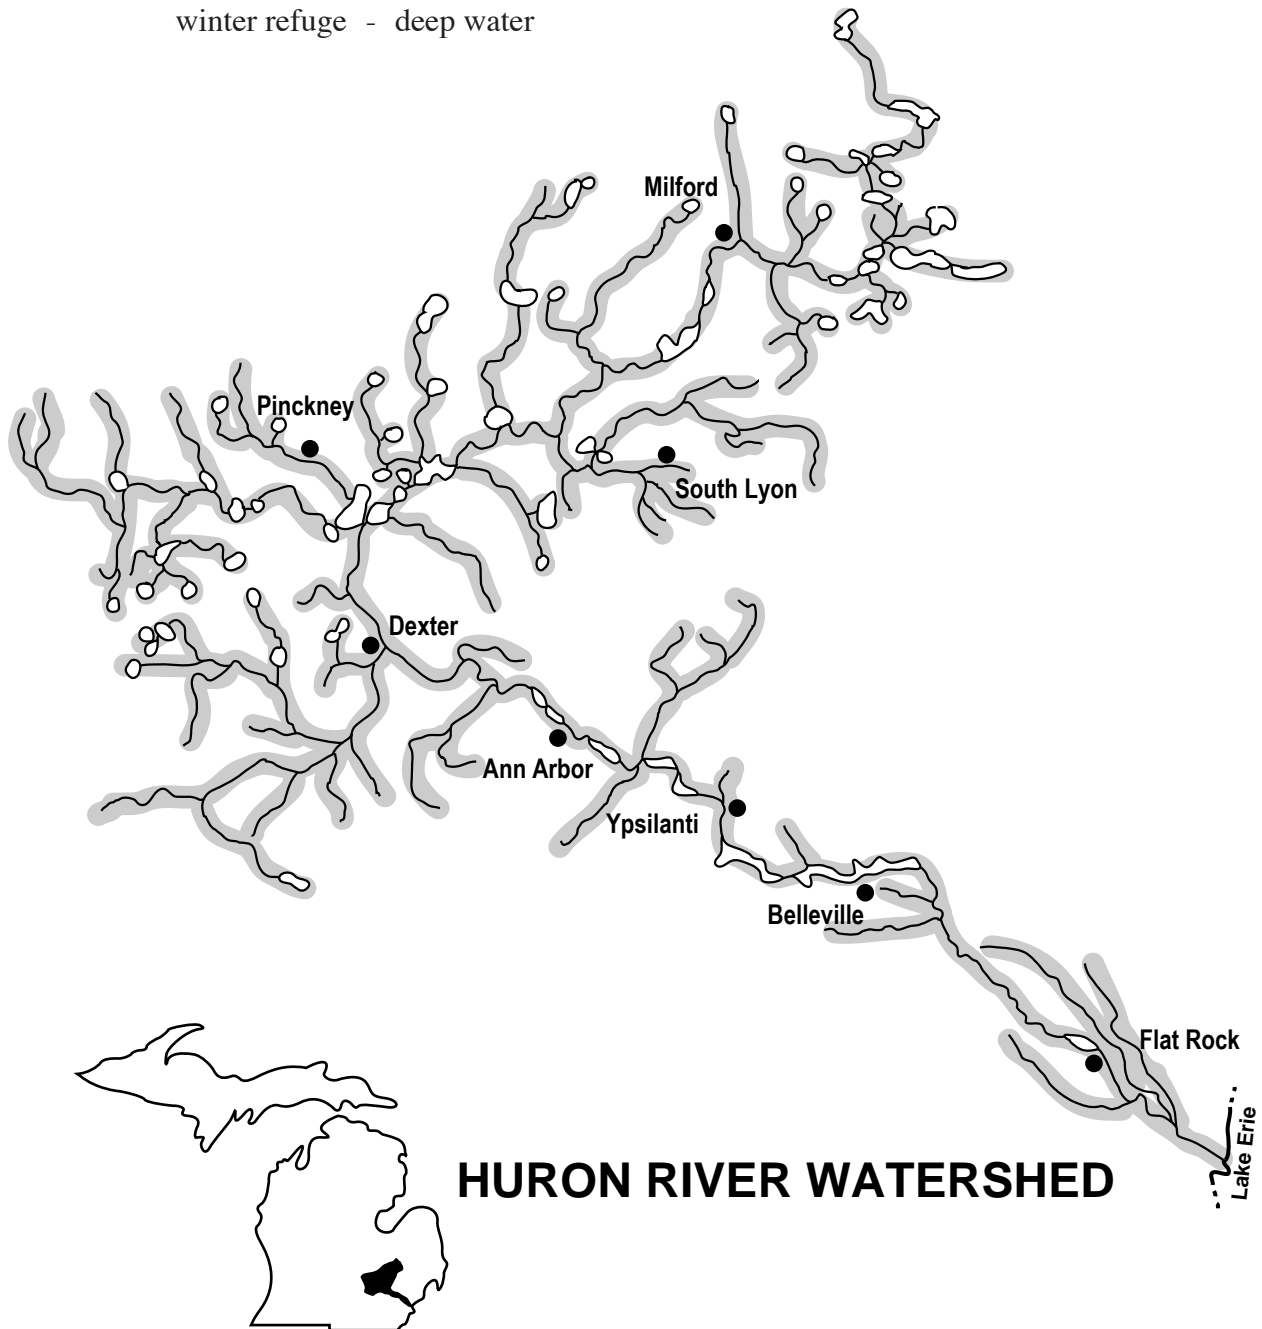 winter refuge - deep water
Milford
Pinckney
South Lyon
Dexter
Ann Arbor
Ypsilanti
Belleville
Flat Rock
Lake Erie
HURON RIVER WATERSHED